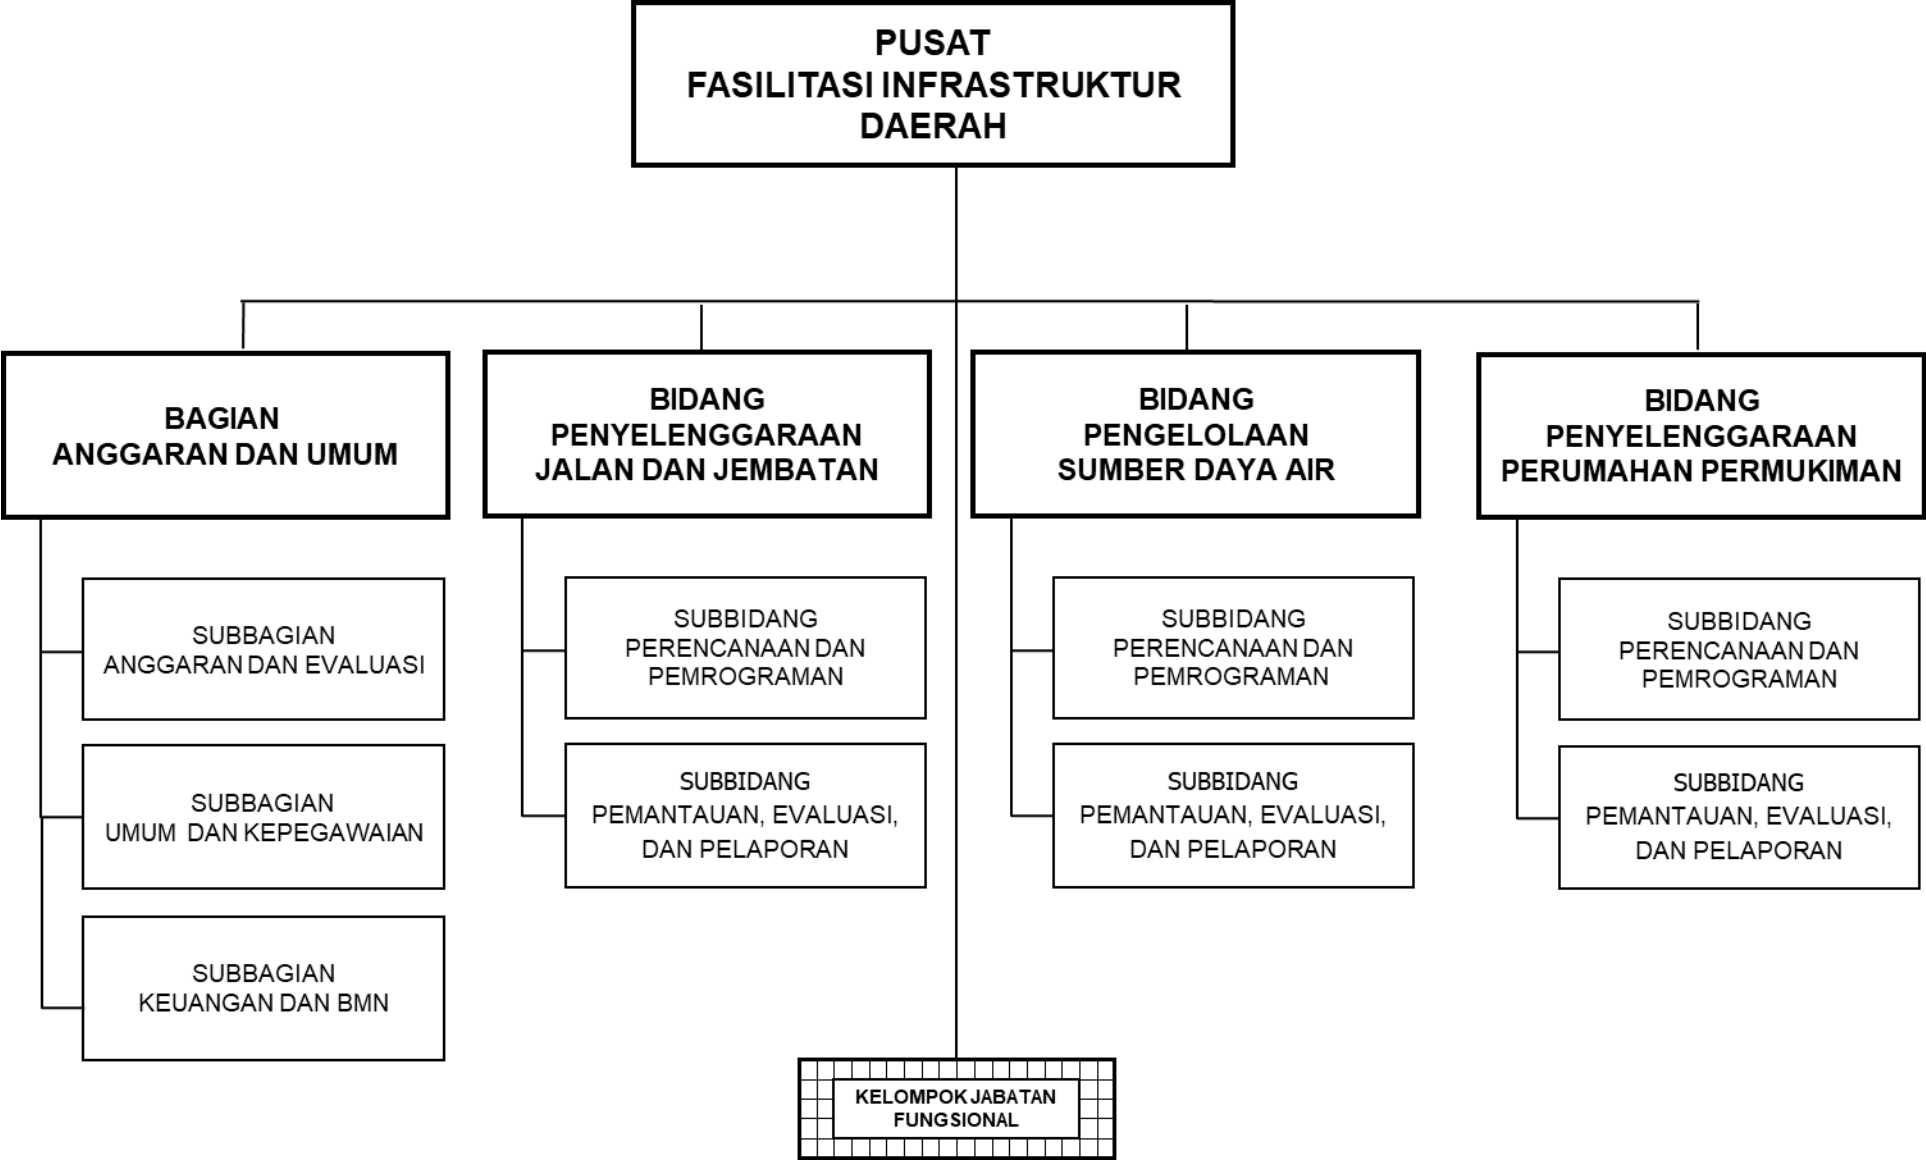 PUSAT
FASILITASI INFRASTRUKTUR
DAERAH
BAGIAN
ANGGARAN DAN UMUM
SUBBAGIAN
ANGGARAN DAN EVALUASI
SUBBAGIAN
UMUM DAN KEPEGAWAIAN
SUBBAGIAN
KEUANGAN DAN BMN
BIDANG
PENYELENGGARAAN
JALAN DAN JEMBATAN
SUBBIDANG
PERENCANAAN DAN
PEMROGRAMAN
SUBBIDANG
PEMANTAUAN, EVALUASI,
DAN PELAPORAN
BIDANG
PENGELOLAAN
SUMBER DAYA AIR
SUBBIDANG
PERENCANAAN DAN
PEMROGRAMAN
SUBBIDANG
PEMANTAUAN, EVALUASI,
DAN PELAPORAN
BIDANG
PENYELENGGARAAN
PERUMAHAN PERMUKIMAN
SUBBIDANG
PERENCANAAN DAN
PEMROGRAMAN
SUBBIDANG
PEMANTAUAN, EVALUASI,
DAN PELAPORAN
KELOMPOK JABATAN
FUNGSIONAL